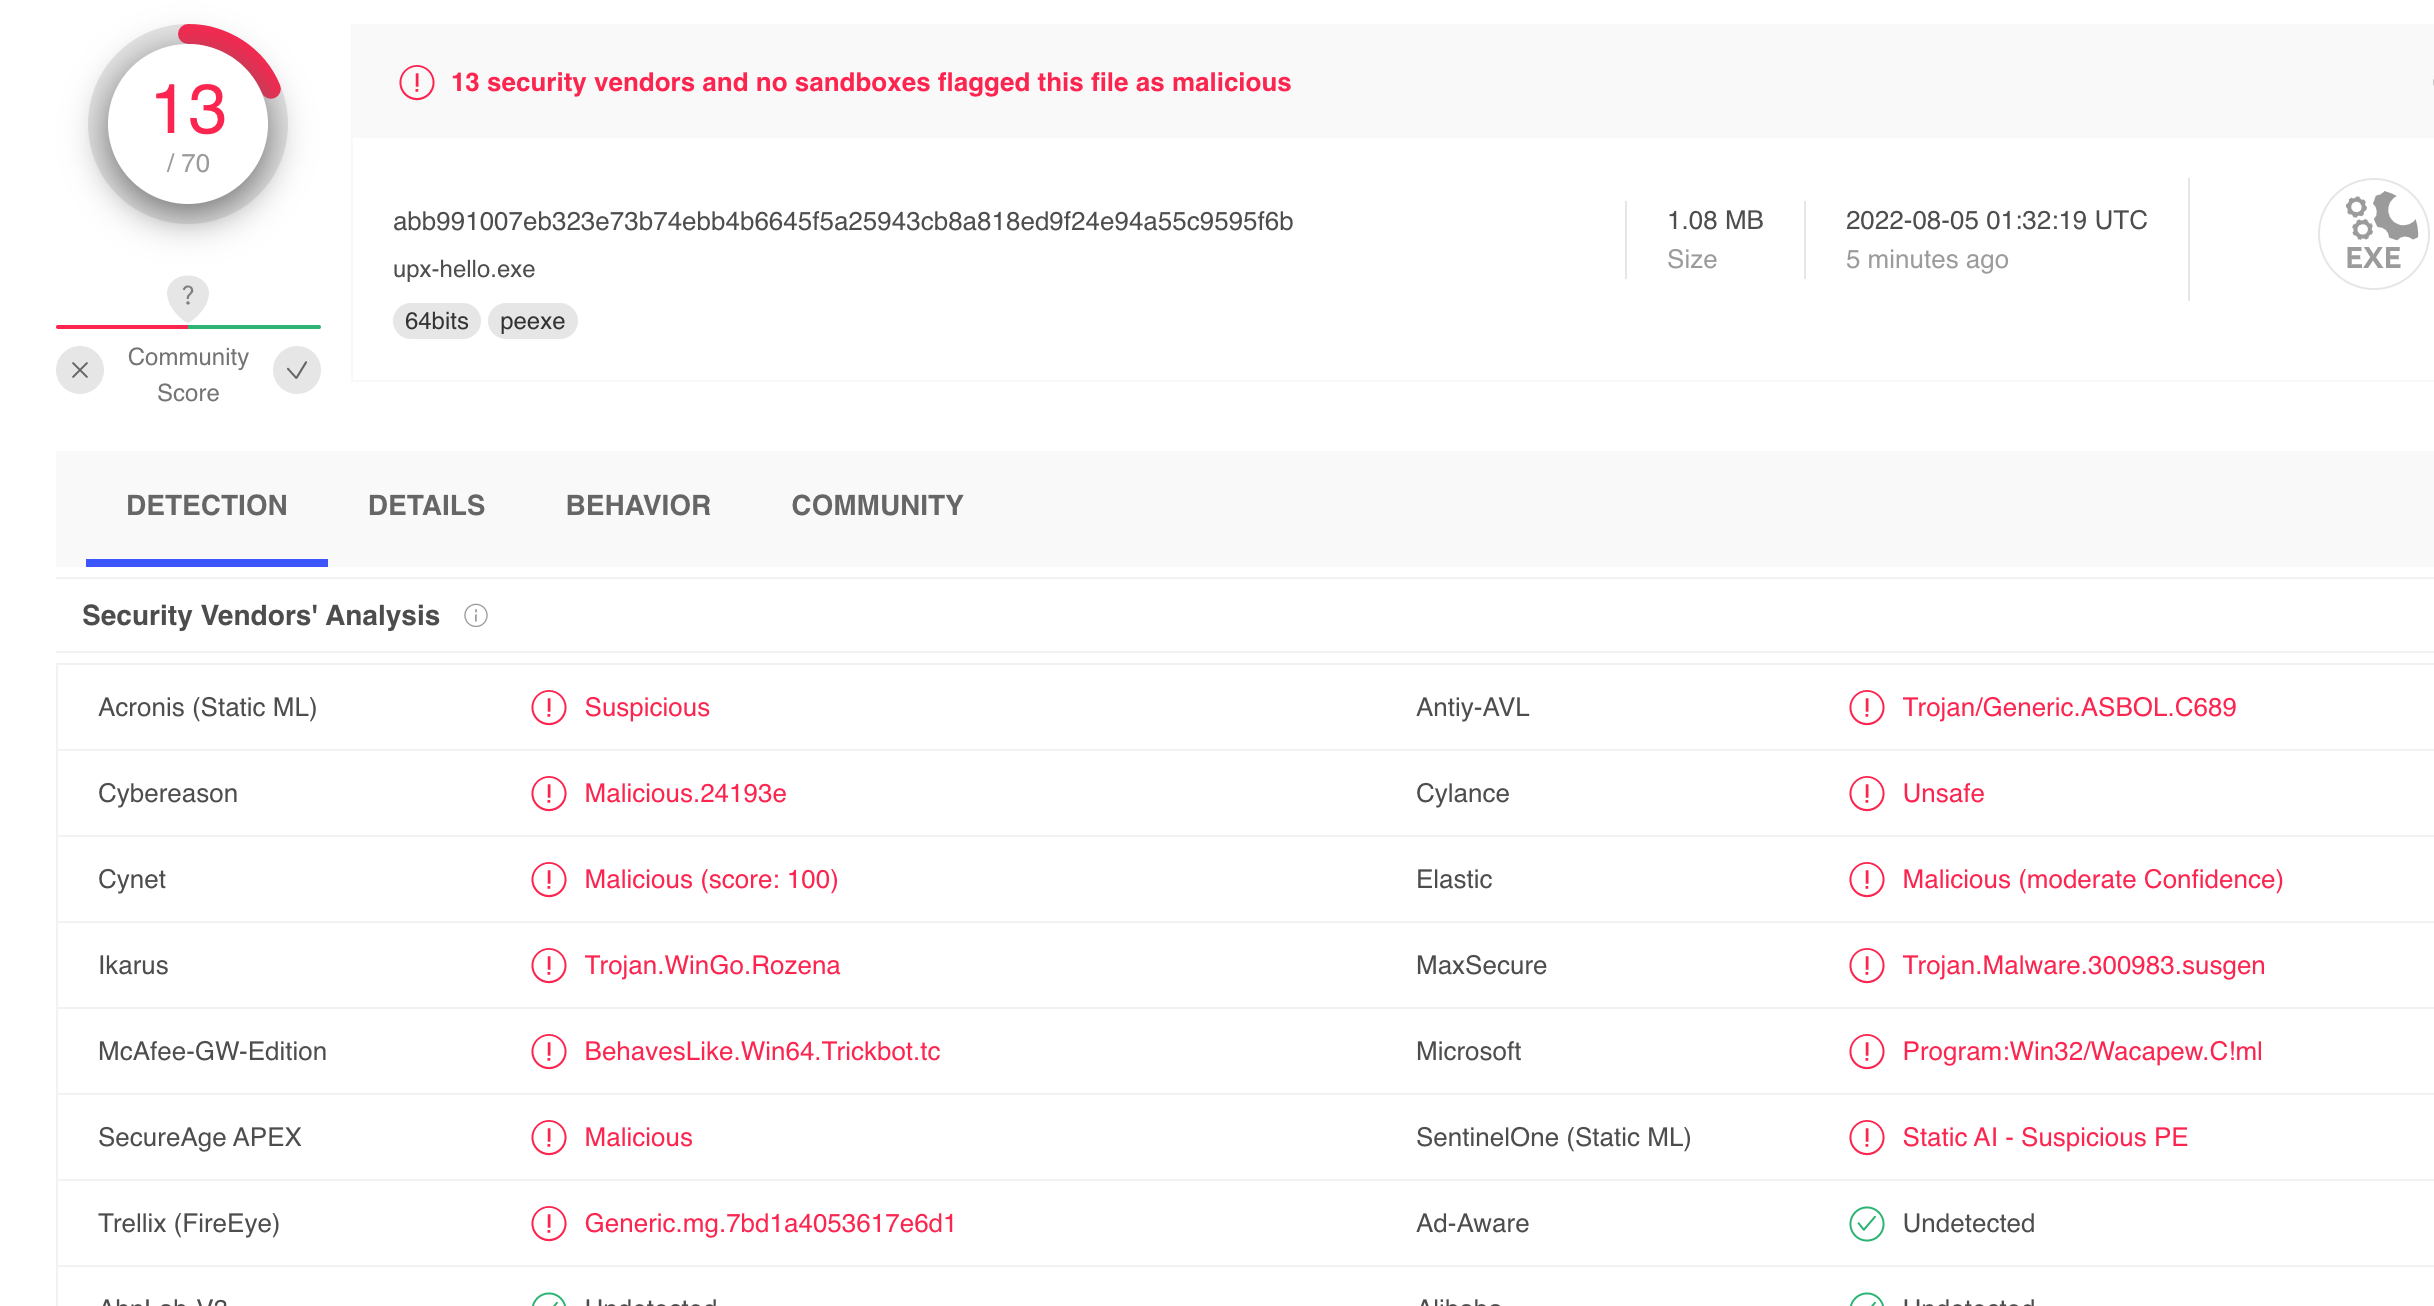 13
/ 70
?
Community
Score
13 security vendors and no sandboxes flagged this file as malicious
abb991007eb323e73b74ebb4b6645f5a25943cb8a818ed9f24e94a55c9595f6b
upx-hello.exe
64bits peexe
1.08 MB
Size
2022-08-05 01:32:19 UTC
5 minutes ago
EXE
DETECTION DETAILS BEHAVIOR COMMUNITY
Security Vendors' Analysis
Acronis (Static ML) Suspicious Antiy-AVL Trojan/Generic.ASBOL.C689
Cybereason Malicious.24193e Cylance Unsafe
Cynet Malicious (score: 100) Elastic Malicious (moderate Confidence)
Ikarus Trojan.WinGo.Rozena MaxSecure Trojan.Malware.300983.susgen
McAfee-GW-Edition BehavesLike.Win64.Trickbot.tc Microsoft Program:Win32/Wacapew.C!ml
SecureAge APEX Malicious SentinelOne (Static ML) Static AI - Suspicious PE
Trellix (FireEye) Generic.mg.7bd1a4053617e6d1 Ad-Aware Undetected
AhnLab-V3 Undetected Alibaba Undetected